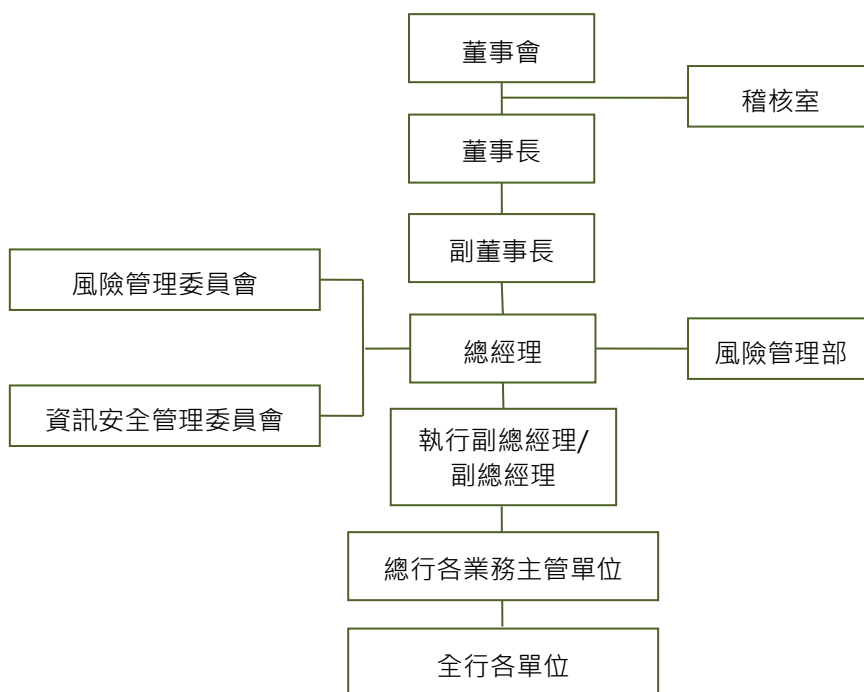 董事會
稽核室
董事長
副董事長
風險管理委員會
總經理
風險管理部
資訊安全管理委員會
執行副總經理/
副總經理
總行各業務主管單位
全行各單位